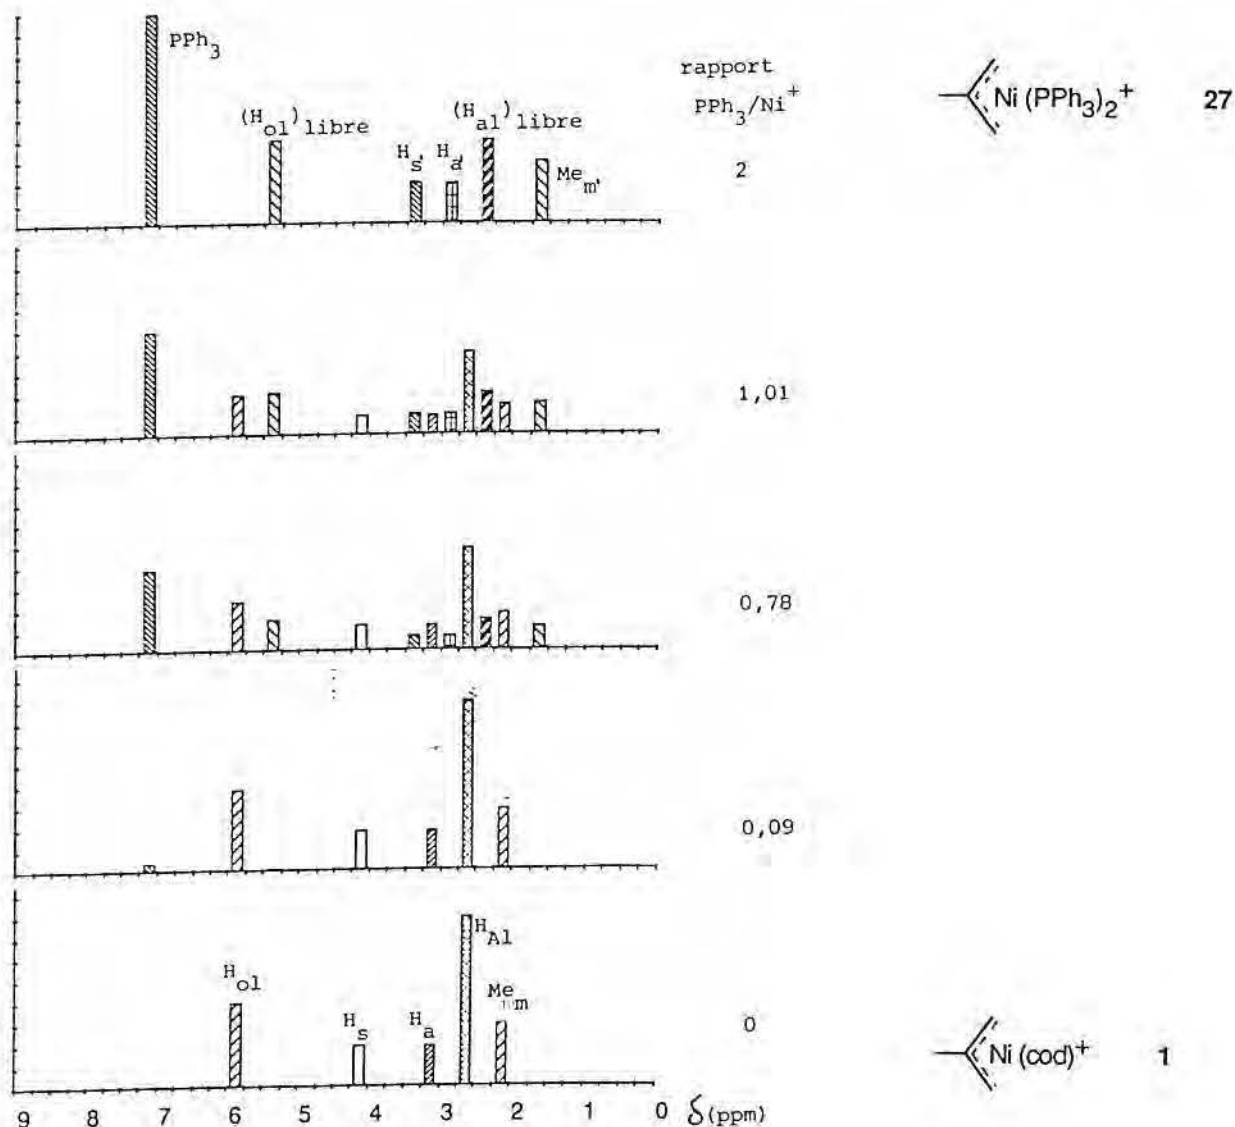 PPh3
(Hol)libre
Hs' Ha'
(Hal)libre
Mem'
rapport
PPh3/Ni+
2
Ni(PPh3)2+ 27
1,01
0,78
0,09
Hol
Hs
Ha
HAl
Mem
0
Ni(cod)+ 1
9 8 7 6 5 4 3 2 1 0 δ(ppm)